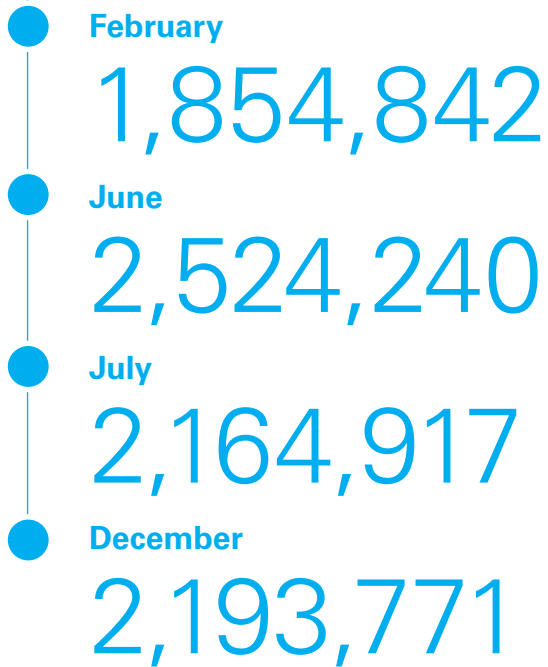 February
1,854,842
June
2,524,240
July
2,164,917
December
2,193,771